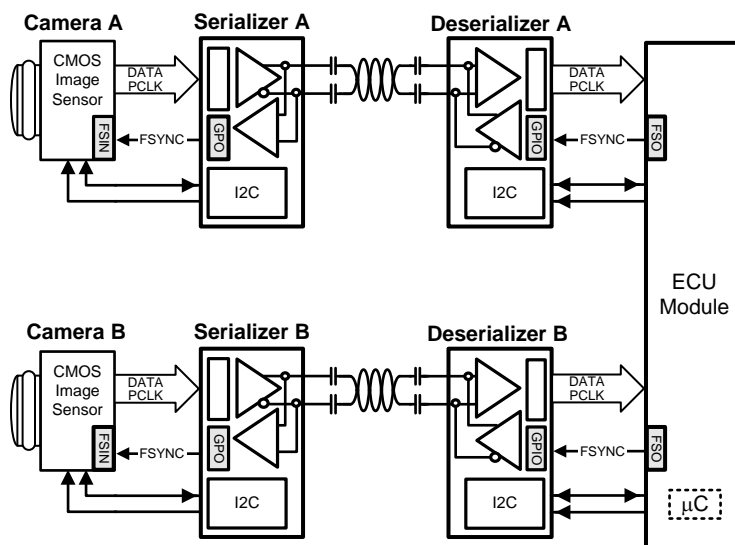 Camera A
Serializer A
Deserializer A
CMOS
Image
Sensor
DATA
PCLK
DATA
PCLK
FSIN
FSYNC
GPO
GPIO
FSYNC
FSO
I2C
I2C
ECU
Module
Camera B
Serializer B
Deserializer B
CMOS
Image
Sensor
DATA
PCLK
DATA
PCLK
FSIN
FSYNC
GPO
GPIO
FSYNC
FSO
I2C
I2C
μC